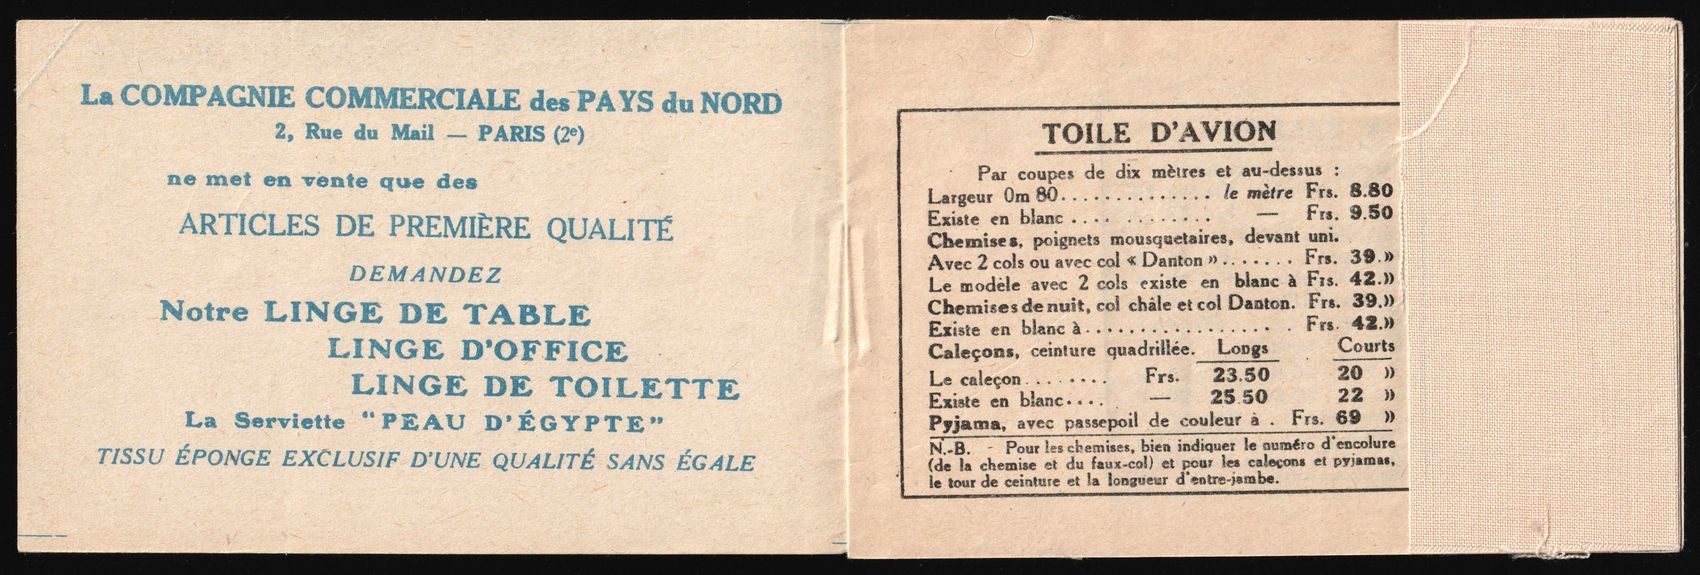 La COMPAGNIE COMMERCIALE des PAYS du NORD
2, Rue du Mail — PARIS (2e)
ne met en vente que des
ARTICLES DE PREMIÈRE QUALITÉ
DEMANDEZ
Notre LINGE DE TABLE
LINGE D'OFFICE
LINGE DE TOILETTE
La Serviette "PEAU D'ÉGYPTE"
TISSU ÉPONGE EXCLUSIF D'UNE QUALITÉ SANS ÉGALE
TOILE D'AVION
Par coupes de dix mètres et au-dessus :
Largeur 0m 80.............. le mètre Frs. 8.80
Existe en blanc .... ........ — Frs. 9.50
Chemises, poignets mousquetaires, devant uni.
Avec 2 cols ou avec col « Danton »....... Frs. 39.»
Le modèle avec 2 cols existe en blanc à Frs. 42.»
Chemises de nuit, col châle et col Danton. Frs. 39.»
Existe en blanc à................. . Frs. 42.»
Caleçons, ceinture quadrillée. Longs Courts
Le caleçon........ Frs. 23.50 20 »
Existe en blanc.... — 25.50 22 »
Pyjama, avec passepoil de couleur à . Frs. 69 »
N.-B. - Pour les chemises, bien indiquer le numéro d'encolure
(de la chemise et du faux-col) et pour les caleçons et pyjamas,
le tour de ceinture et la longueur d'entre-jambe.